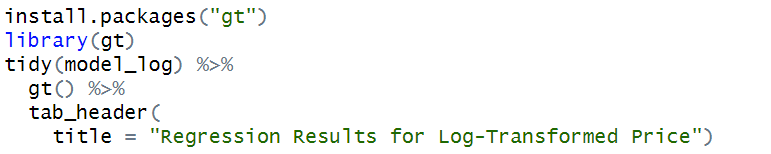 install.packages("gt")
library(gt)
tidy(model_log) %>%
  gt() %>%
  tab_header(
    title = "Regression Results for Log-Transformed Price")